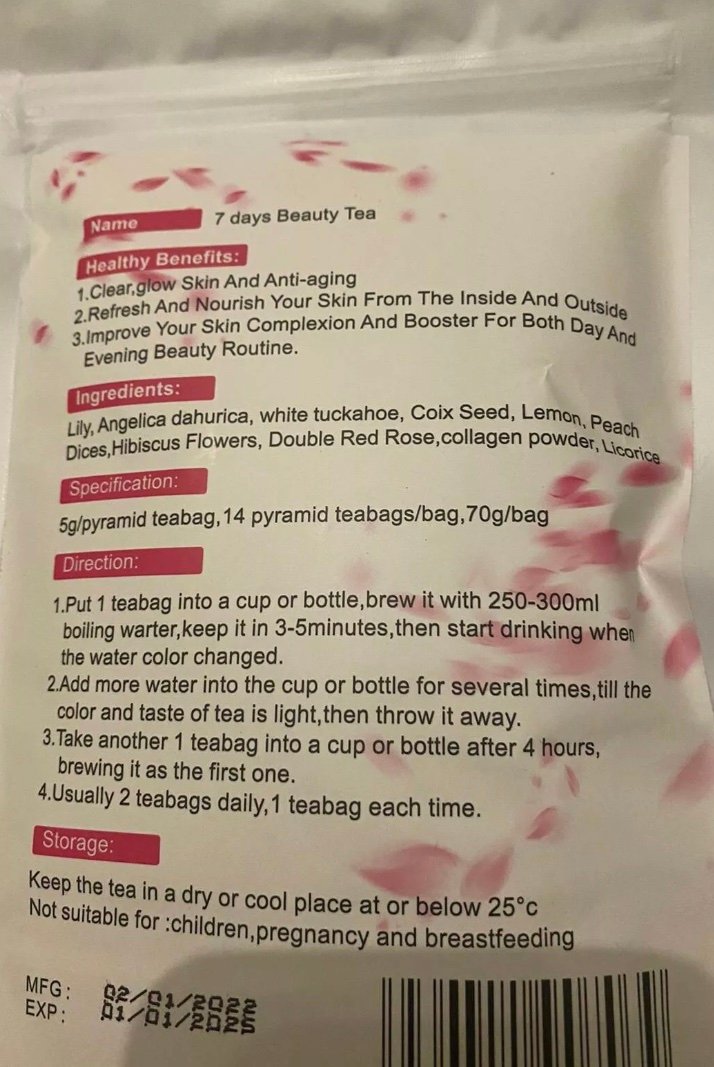 Name 7 days Beauty Tea
Healthy Benefits:
1.Clear,glow Skin And Anti-aging
2.Refresh And Nourish Your Skin From The Inside And Outside
3.Improve Your Skin Complexion And Booster For Both Day And
Evening Beauty Routine.
Ingredients:
Lily, Angelica dahurica, white tuckahoe, Coix Seed, Lemon, Peach
Dices,Hibiscus Flowers, Double Red Rose,collagen powder, Licorice
Specification:
5g/pyramid teabag,14 pyramid teabags/bag,70g/bag
Direction:
1.Put 1 teabag into a cup or bottle,brew it with 250-300ml
boiling warter,keep it in 3-5minutes,then start drinking when
the water color changed.
2.Add more water into the cup or bottle for several times,till the
color and taste of tea is light,then throw it away.
3.Take another 1 teabag into a cup or bottle after 4 hours,
brewing it as the first one.
4.Usually 2 teabags daily,1 teabag each time.
Storage:
Keep the tea in a dry or cool place at or below 25°c
Not suitable for :children,pregnancy and breastfeeding
MFG: 02/01/2022
EXP: 01/01/2025